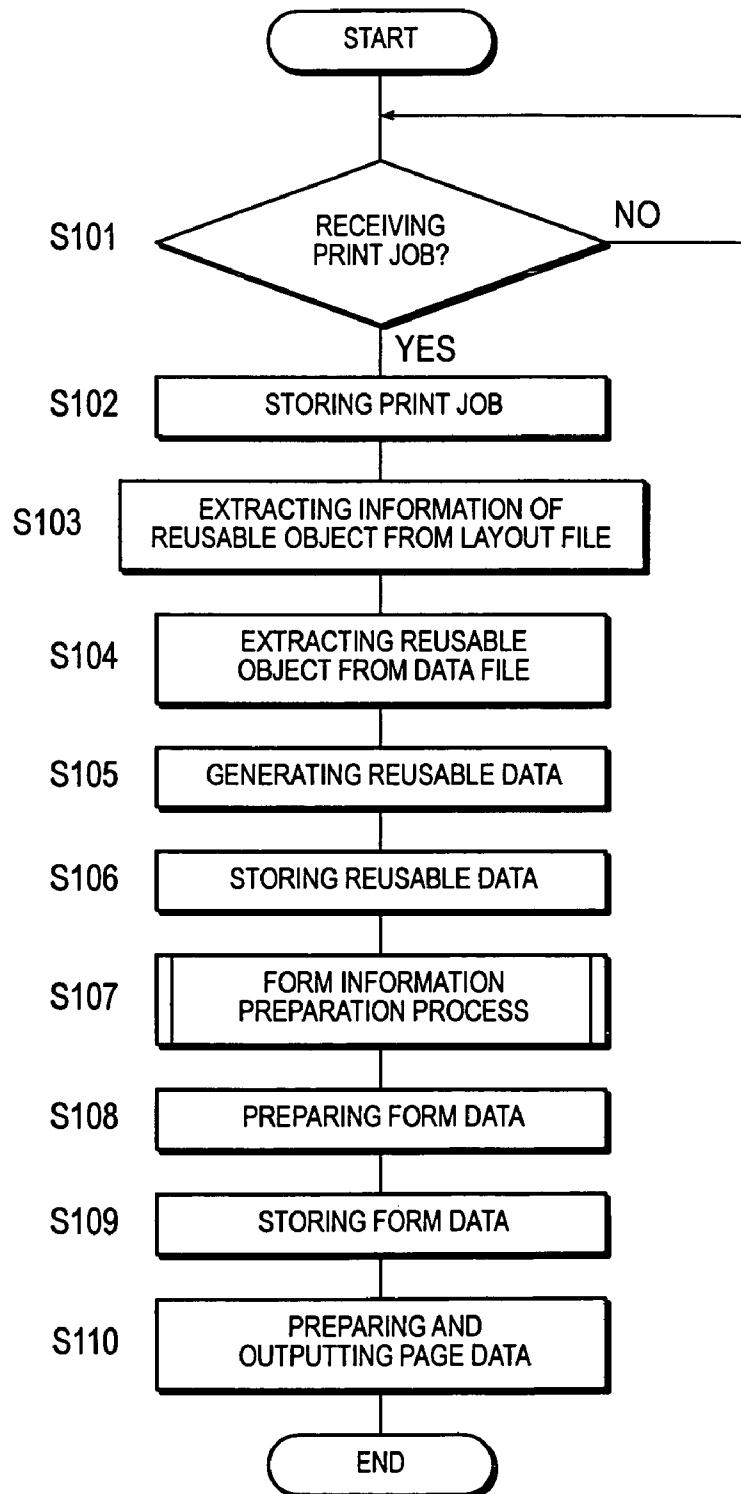 START
S101
RECEIVING
PRINT JOB?
NO
YES
S102
STORING PRINT JOB
S103
EXTRACTING INFORMATION OF
REUSABLE OBJECT FROM LAYOUT FILE
S104
EXTRACTING REUSABLE
OBJECT FROM DATA FILE
S105
GENERATING REUSABLE DATA
S106
STORING REUSABLE DATA
S107
FORM INFORMATION
PREPARATION PROCESS
S108
PREPARING FORM DATA
S109
STORING FORM DATA
S110
PREPARING AND
OUTPUTTING PAGE DATA
END